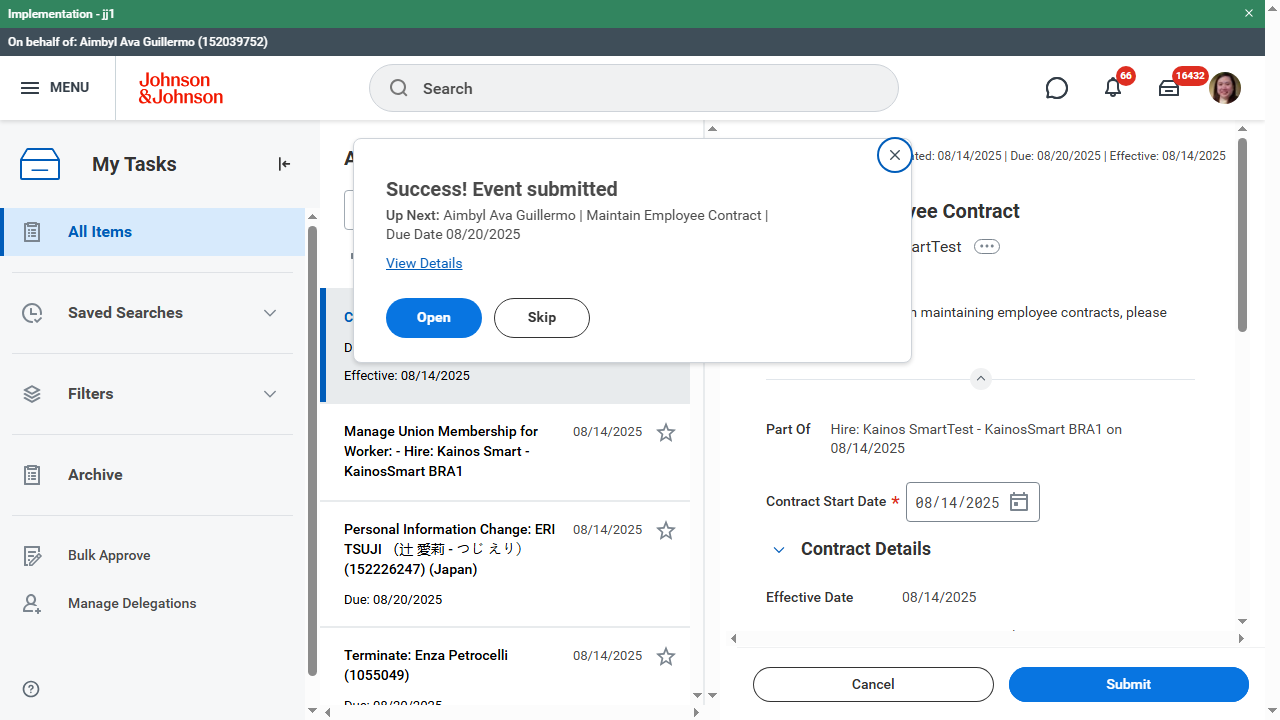 Implementation - jj1
On behalf of: Aimbyl Ava Guillermo (152039752)
MENU
Johnson
&Johnson
Search
66
16432
My Tasks
All Items
Saved Searches
Filters
Archive
Bulk Approve
Manage Delegations
Success! Event submitted
Up Next: Aimbyl Ava Guillermo | Maintain Employee Contract |
Due Date 08/20/2025
View Details
Open
Skip
Effective: 08/14/2025
Manage Union Membership for
Worker: - Hire: Kainos Smart -
KainosSmart BRA1
08/14/2025
Personal Information Change: ERI
TSUJI （辻 愛莉 - つじ えり）
(152226247) (Japan)
08/14/2025
Due: 08/20/2025
Terminate: Enza Petrocelli
(1055049)
08/14/2025
Due: 08/20/2025
08/14/2025 | Due: 08/20/2025 | Effective: 08/14/2025
Contract
maintaining employee contracts, please
Part Of
Hire: Kainos SmartTest - KainosSmart BRA1 on
08/14/2025
Contract Start Date *
08/14/2025
Contract Details
Effective Date
08/14/2025
Cancel
Submit